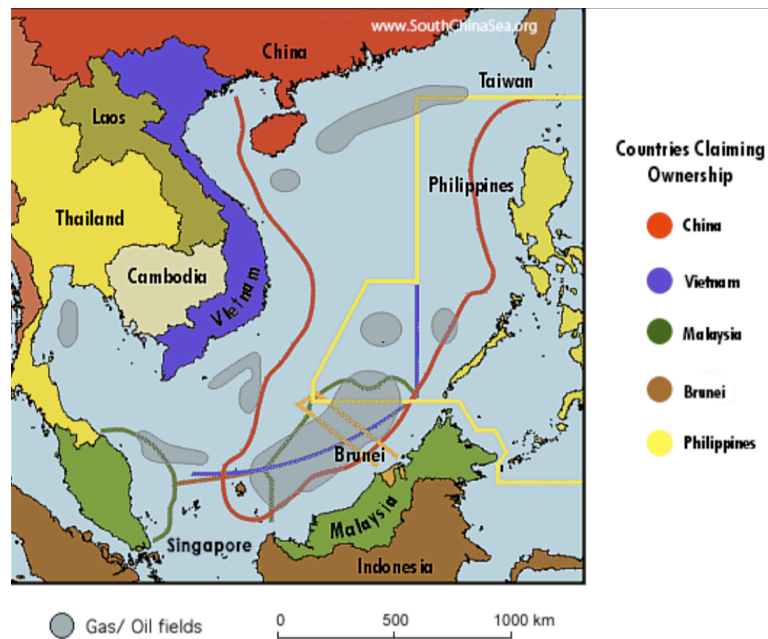 www.SouthChinaSea.org
China
Taiwan
Laos
Philippines
Thailand
Cambodia
Vietnam
Brunei
Malaysia
Singapore
Indonesia
Countries Claiming
Ownership
China
Vietnam
Malaysia
Brunei
Philippines
Gas/ Oil fields
0 500 1000 km